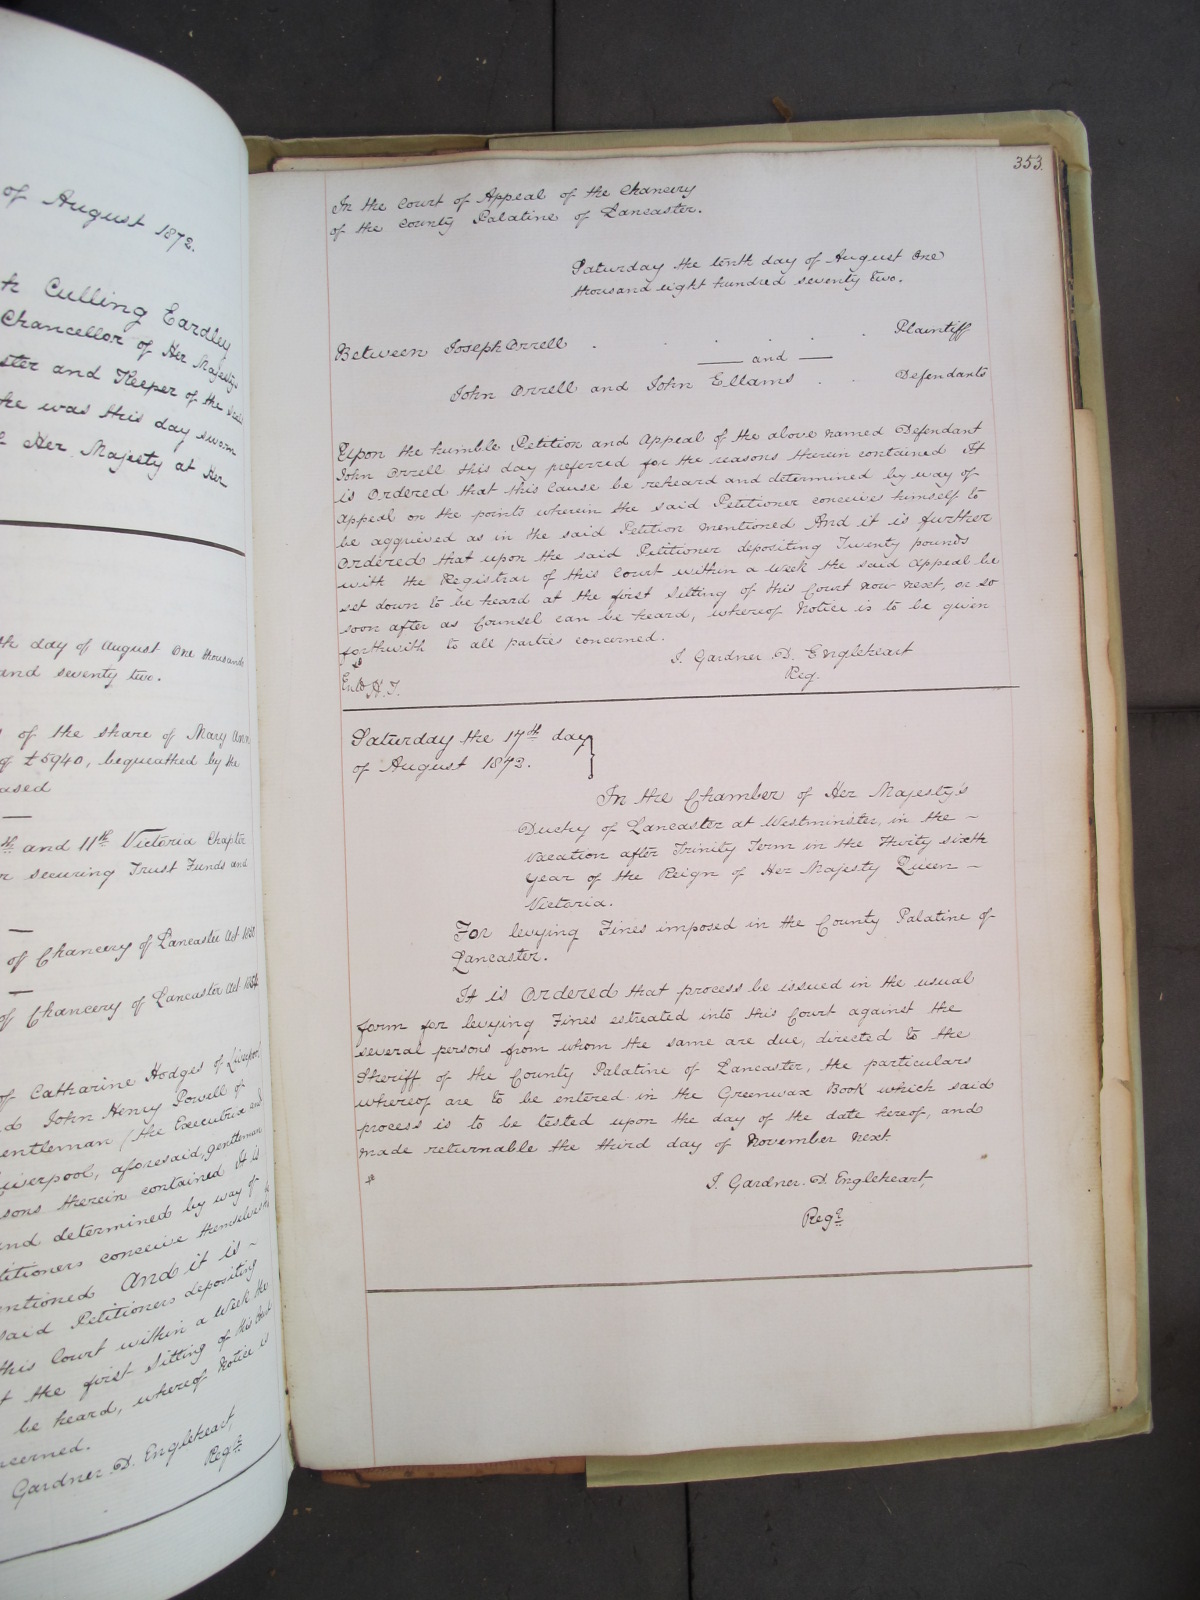 of August 1872.
h Culling Eardley
Chancellor of Her Majesty's
ster and Keeper of the
he was this day sworn
Her Majesty at Her
th day of August One thousand
and seventy two.
of the share of Mary Ann
of £5940, bequeathed by the
ased
th and 11th Victoria Chapter
r securing Trust Funds and
of Chancery of Lancaster Act 1850
of Chancery of Lancaster Act 1854
of Catharine Hodges of Liverpool
d John Henry Powell of
entleman (the Executrix and
Liverpool, aforesaid, gentleman
sons therein contained It is
nd determined by way of
titioners conceive themselves
entioned And it is ~
said Petitioners depositing
this Court within a week the
t the first Sitting of this Court
be heard, whereof Notice is
ncerned.
Gardner D. Engleheart,
Regr
353.
In the Court of Appeal of the Chancery
of the County Palatine of Lancaster.
Saturday the tenth day of August One
thousand eight hundred seventy two.
Between Joseph Orrell . . . . . Plaintiff
— and —
John Orrell and John Ellams . . Defendants
Upon the humble Petition and Appeal of the above named Defendant
John Orrell this day preferred for the reasons therein contained It
is Ordered that this Cause be reheard and determined by way of
Appeal on the points wherein the said Petitioner conceives himself to
be aggrieved as in the said Petition mentioned And it is further
Ordered that upon the said Petitioner depositing Twenty pounds
with the Registrar of this Court within a week the said Appeal be
set down to be heard at the first Sitting of this Court now next, or so
soon after as Counsel can be heard, whereof Notice is to be given
forthwith to all parties concerned.
J. Gardner D. Engleheart
Reg.
Entd H.T.
Saturday the 17th day
of August 1872.
In the Chamber of Her Majesty's
Duchy of Lancaster at Westminster, in the ~
Vacation after Trinity Term in the Thirty sixth
Year of the Reign of Her Majesty Queen ~
Victoria.
For levying Fines imposed in the County Palatine of
Lancaster.
It is Ordered that process be issued in the usual
form for levying Fines estreated into this Court against the
several persons from whom the same are due, directed to the
Sheriff of the County Palatine of Lancaster, the particulars
whereof are to be entered in the Greenwax Book which said
process is to be tested upon the day of the date hereof, and
made returnable the third day of November next
J. Gardner. D. Engleheart,
Regr